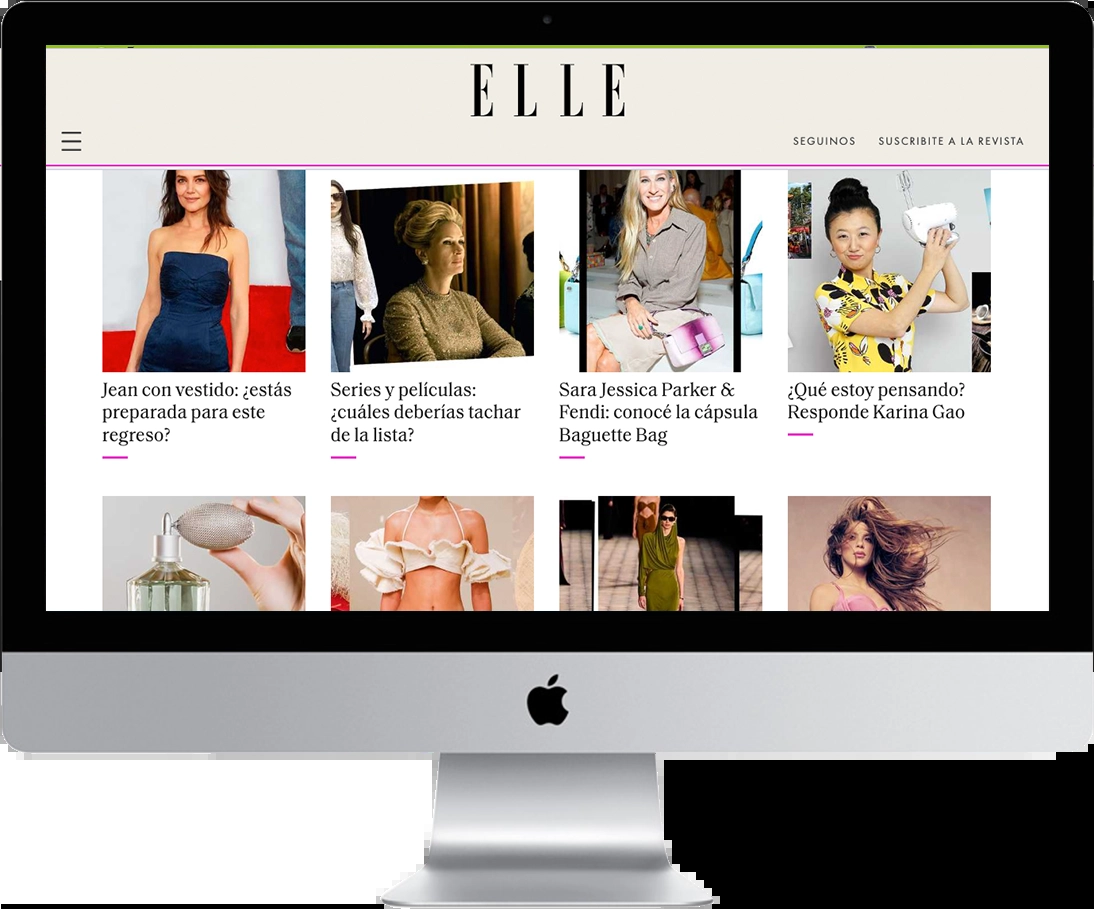 ELLE
SEGUINOS SUSCRIBITE A LA REVISTA
Jean con vestido: ¿estás
preparada para este
regreso?
Series y películas:
¿cuáles deberías tachar
de la lista?
Sara Jessica Parker &
Fendi: conocé la cápsula
Baguette Bag
¿Qué estoy pensando?
Responde Karina Gao